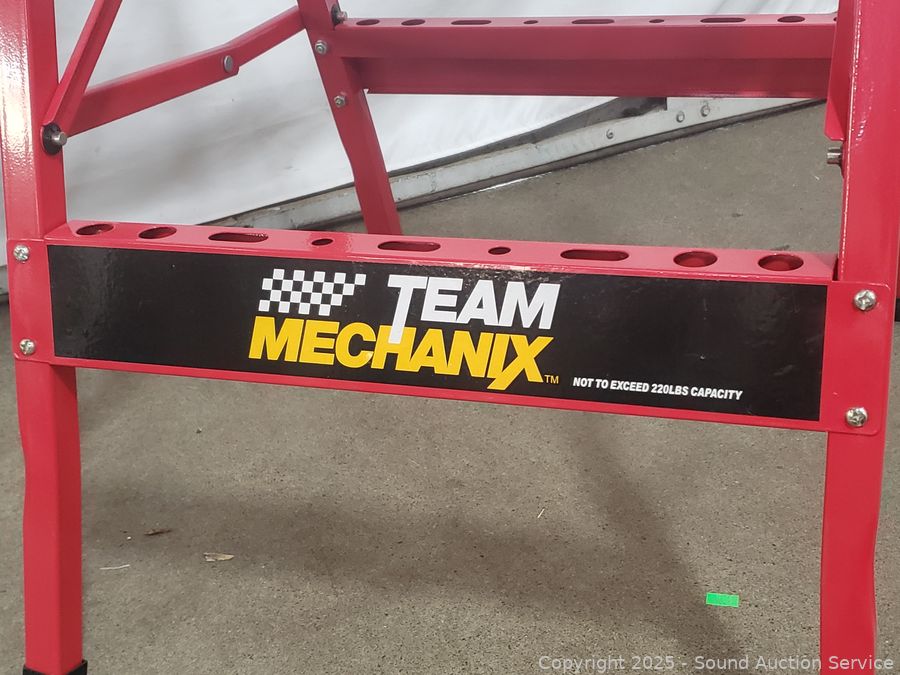 TEAM
MECHANIX™
NOT TO EXCEED 220LBS CAPACITY
Copyright © 2025 - Sound Auction Service